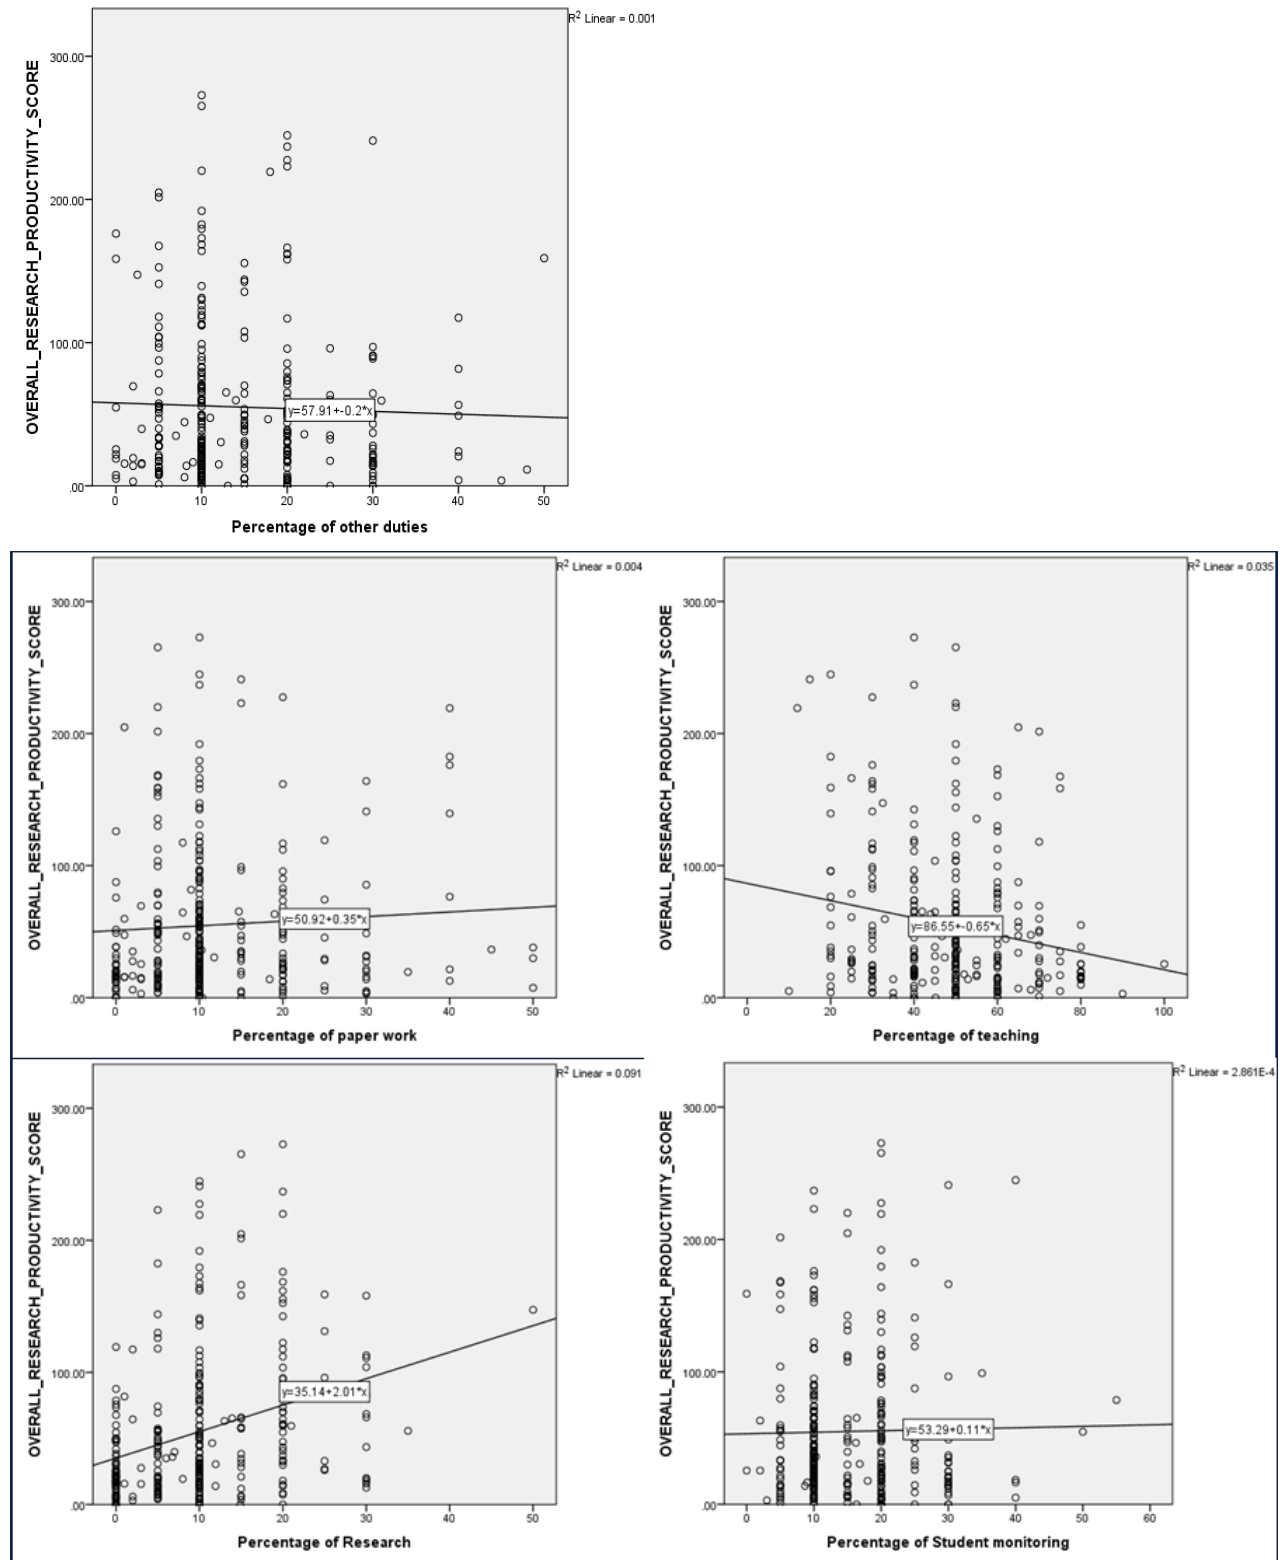 R² Linear = 0.001
OVERALL_RESEARCH_PRODUCTIVITY_SCORE
300.00
200.00
100.00
.00
0 10 20 30 40 50
y=57.91+-0.2*x
Percentage of other duties
R² Linear = 0.004
OVERALL_RESEARCH_PRODUCTIVITY_SCORE
300.00
200.00
100.00
.00
0 10 20 30 40 50
y=50.92+0.35*x
Percentage of paper work
R² Linear = 0.035
OVERALL_RESEARCH_PRODUCTIVITY_SCORE
300.00
200.00
100.00
.00
0 20 40 60 80 100
y=86.55+-0.65*x
Percentage of teaching
R² Linear = 0.091
OVERALL_RESEARCH_PRODUCTIVITY_SCORE
300.00
200.00
100.00
.00
0 10 20 30 40 50
y=35.14+2.01*x
Percentage of Research
R² Linear = 2.861E-4
OVERALL_RESEARCH_PRODUCTIVITY_SCORE
300.00
200.00
100.00
.00
0 10 20 30 40 50 60
y=53.29+0.11*x
Percentage of Student monitoring